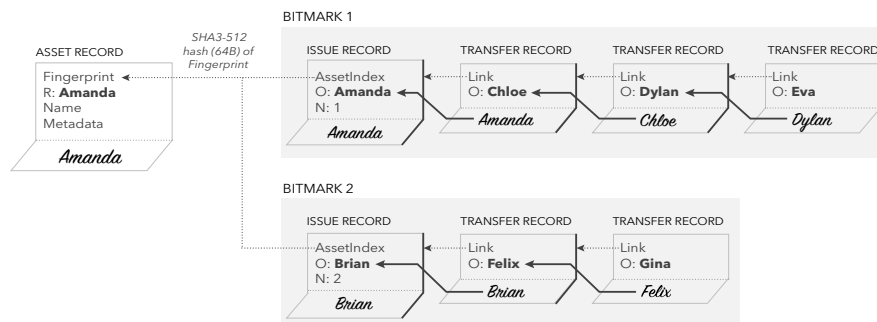 BITMARK 1
SHA3-512
hash (64B) of
Fingerprint
ASSET RECORD
Fingerprint
R: Amanda
Name
Metadata
Amanda
ISSUE RECORD
AssetIndex
O: Amanda
N: 1
Amanda
TRANSFER RECORD
Link
O: Chloe
Amanda
TRANSFER RECORD
Link
O: Dylan
Chloe
TRANSFER RECORD
Link
O: Eva
Dylan
BITMARK 2
ISSUE RECORD
AssetIndex
O: Brian
N: 2
Brian
TRANSFER RECORD
Link
O: Felix
Brian
TRANSFER RECORD
Link
O: Gina
Felix